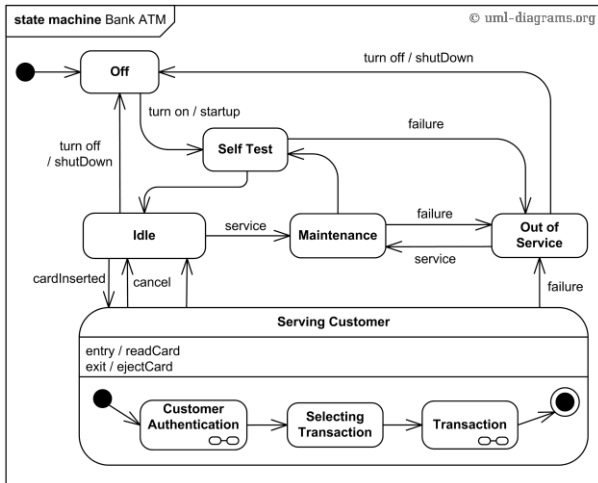 state machine Bank ATM
© uml-diagrams.org
Off
turn off / shutDown
turn on / startup
failure
turn off
/ shutDown
Self Test
Idle
service
Maintenance
failure
service
Out of
Service
cardInserted
cancel
failure
Serving Customer
entry / readCard
exit / ejectCard
Customer
Authentication
Selecting
Transaction
Transaction